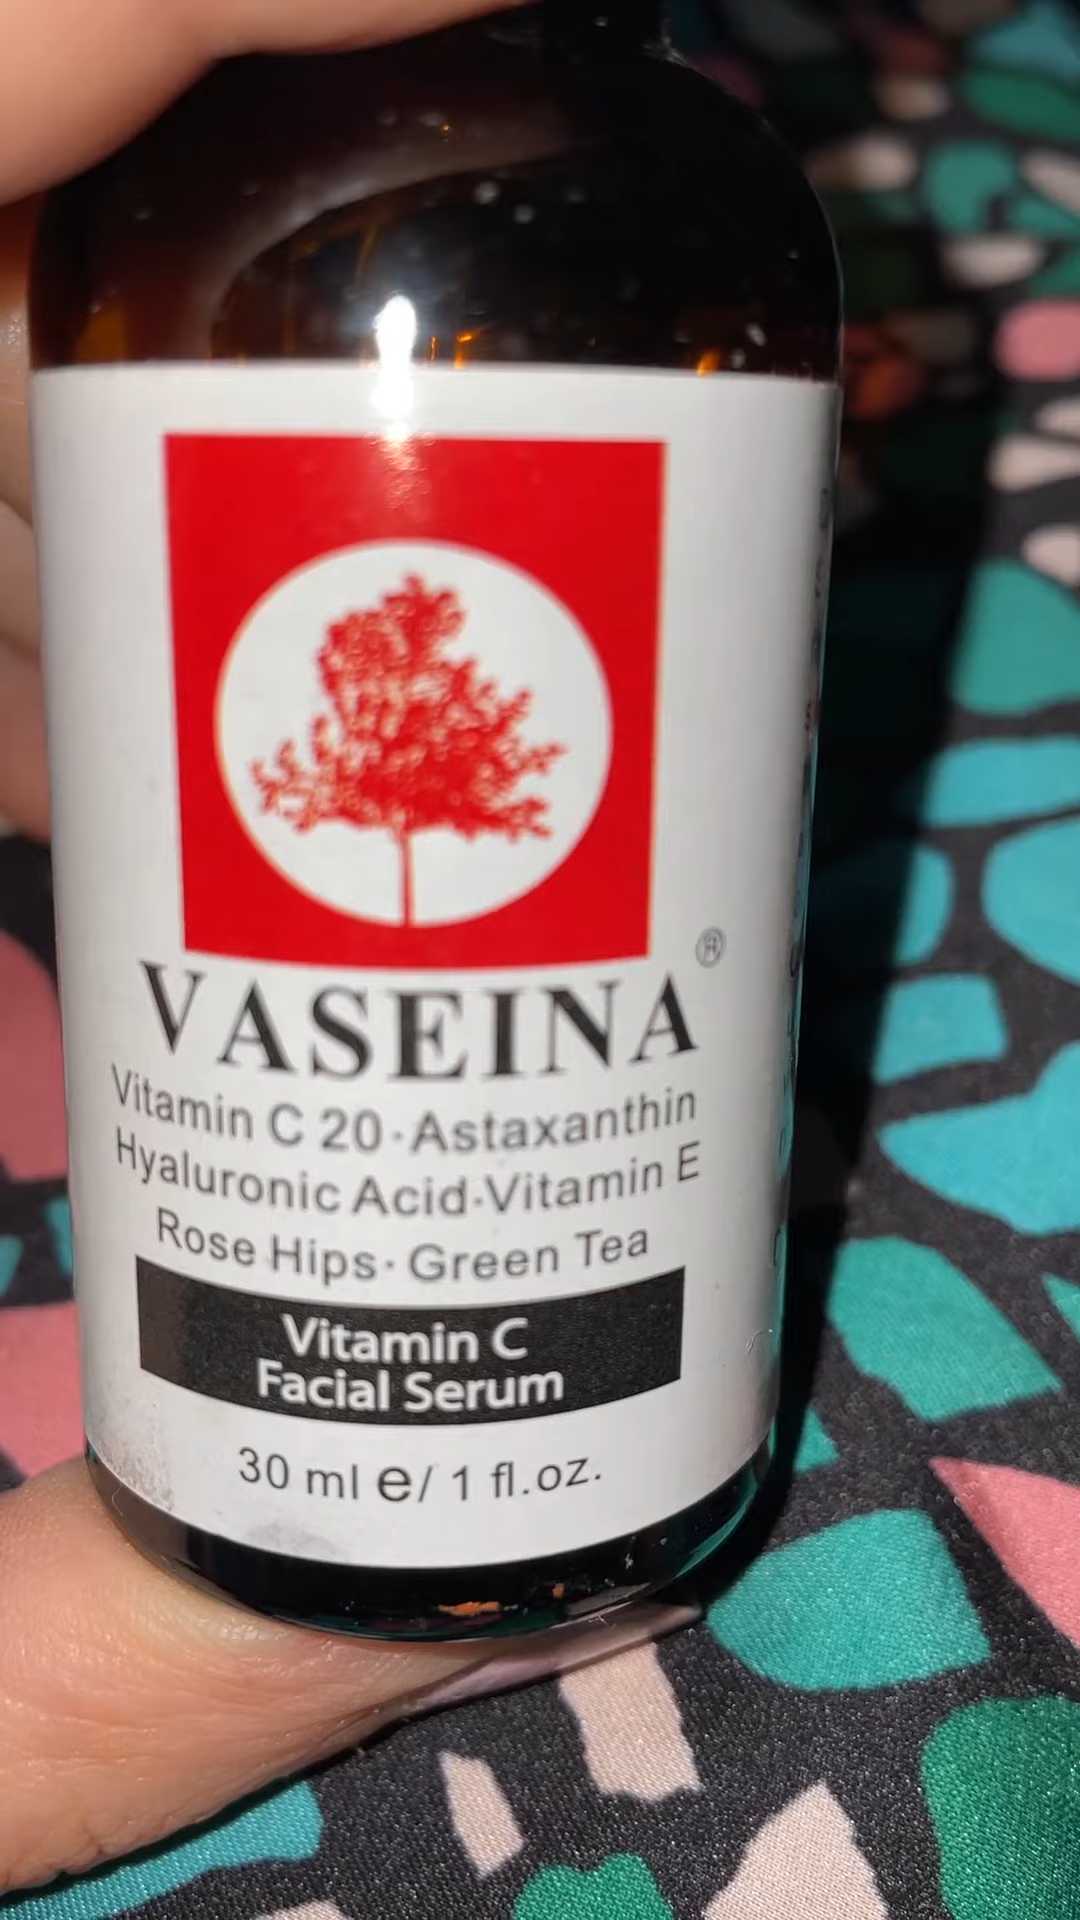 VASEINA®
Vitamin C 20·Astaxanthin
Hyaluronic Acid·Vitamin E
Rose Hips·Green Tea
Vitamin C
Facial Serum
30 ml e/ 1 fl.oz.